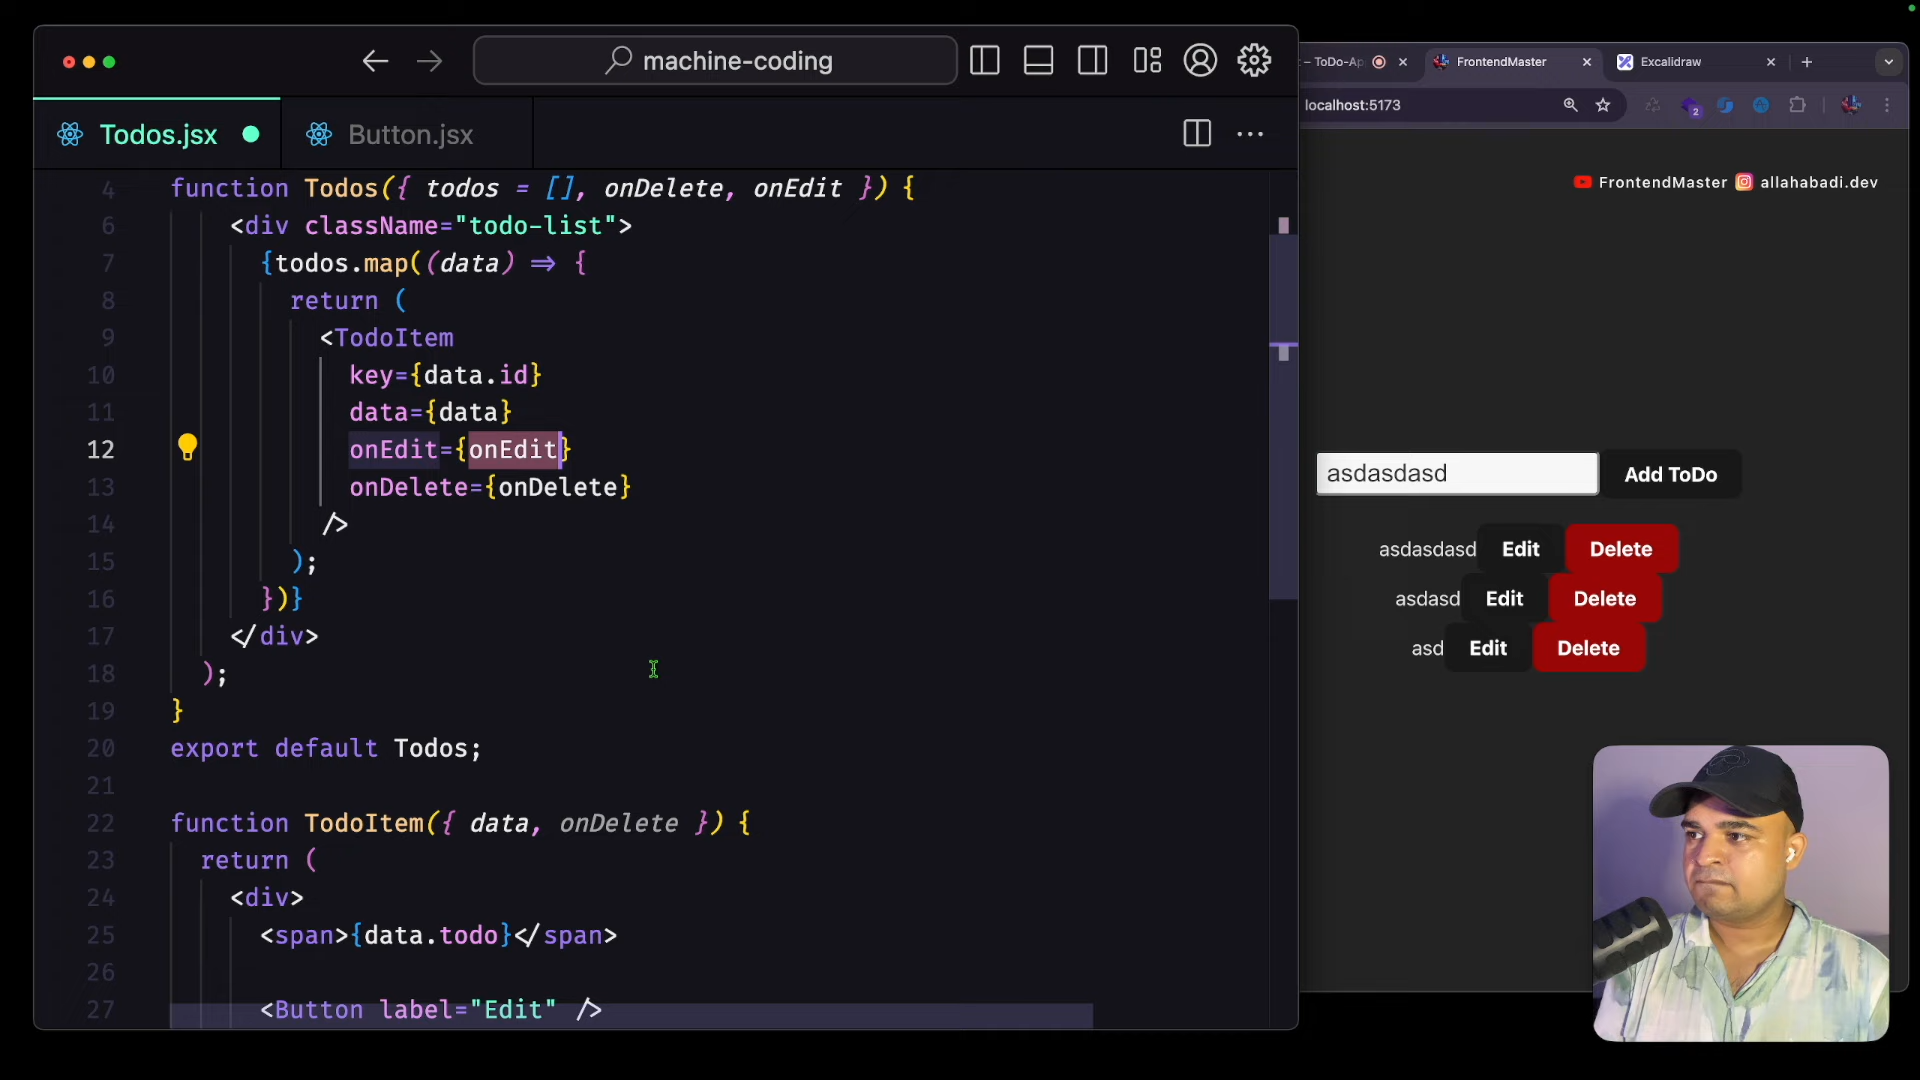 machine-coding
Todos.jsx
Button.jsx
4 function Todos({ todos = [], onDelete, onEdit }) {
6 <div className="todo-list">
7 {todos.map((data) => {
8 return (
9 <TodoItem
10 key={data.id}
11 data={data}
12 onEdit={onEdit}
13 onDelete={onDelete}
14 />
15 );
16 })}
17 </div>
18 );
19 }
20 export default Todos;
21
22 function TodoItem({ data, onDelete }) {
23 return (
24 <div>
25 <span>{data.todo}</span>
26
27 <Button label="Edit" />
– ToDo-Ap
FrontendMaster
Excalidraw
localhost:5173
2
FrontendMaster allahabadi.dev
asdasdasd Add ToDo
asdasdasd Edit Delete
asdasd Edit Delete
asd Edit Delete